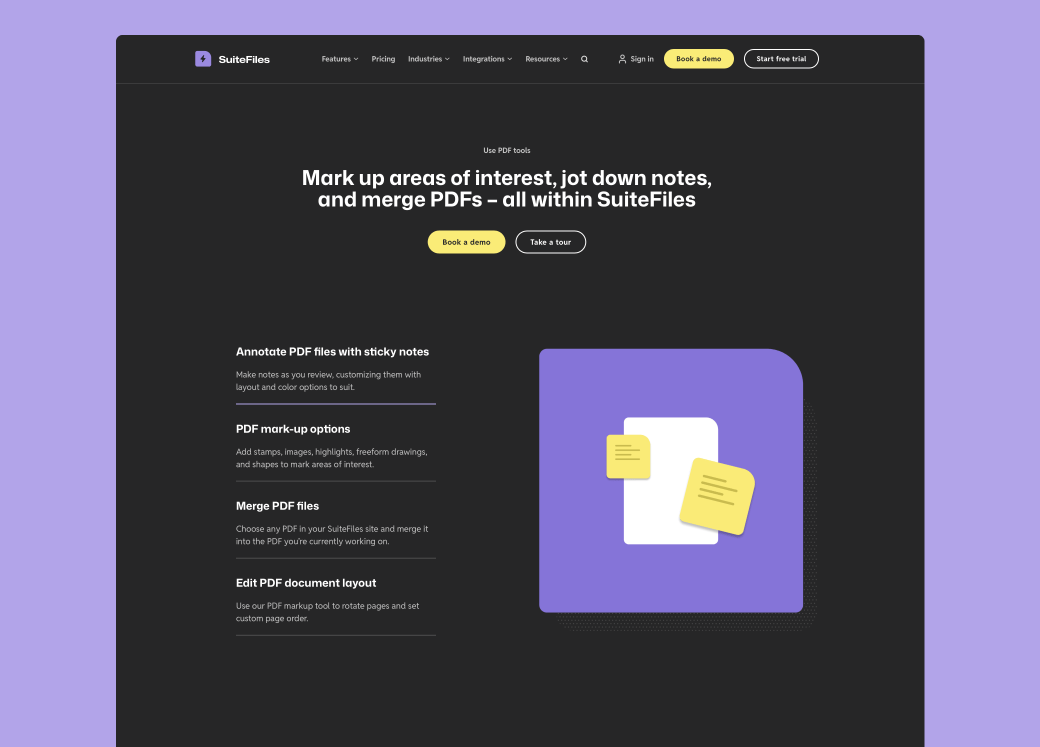 SuiteFiles
Features
Pricing
Industries
Integrations
Resources
Sign in
Book a demo
Start free trial
Use PDF tools
Mark up areas of interest, jot down notes,
and merge PDFs – all within SuiteFiles
Book a demo
Take a tour
Annotate PDF files with sticky notes
Make notes as you review, customizing them with
layout and color options to suit.
PDF mark-up options
Add stamps, images, highlights, freeform drawings,
and shapes to mark areas of interest.
Merge PDF files
Choose any PDF in your SuiteFiles site and merge it
into the PDF you're currently working on.
Edit PDF document layout
Use our PDF markup tool to rotate pages and set
custom page order.